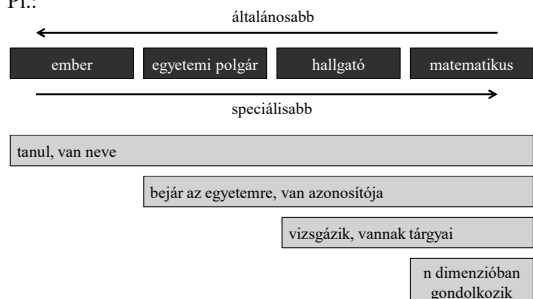 Pl.:
általánosabb
ember egyetemi polgár hallgató matematikus
speciálisabb
tanul, van neve
bejár az egyetemre, van azonosítója
vizsgázik, vannak tárgyai
n dimenzióban
gondolkozik